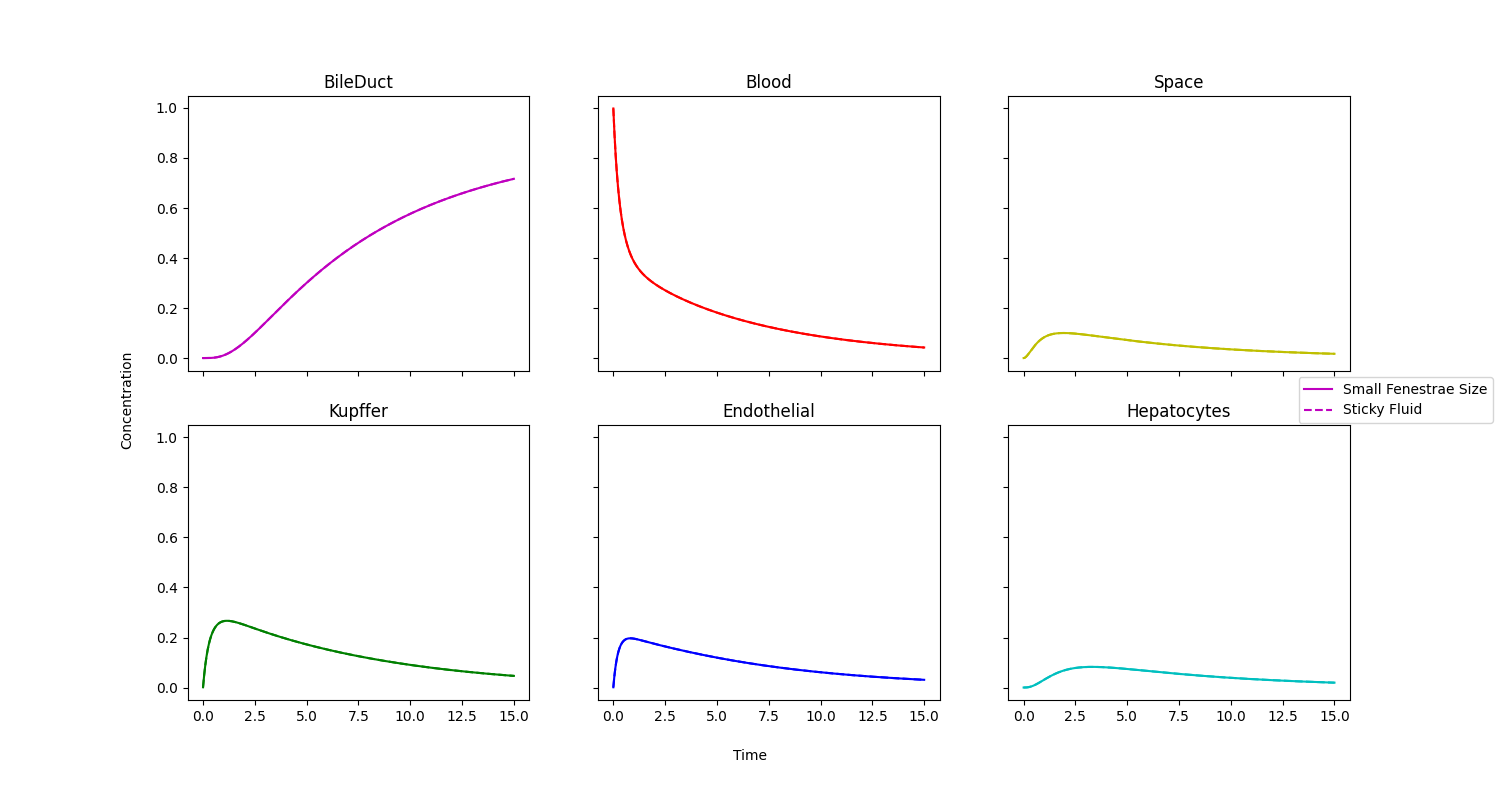 BileDuct
Blood
Space
1.0
0.8
0.6
0.4
0.2
0.0
Concentration
Small Fenestrae Size
Sticky Fluid
Kupffer
Endothelial
Hepatocytes
1.0
0.8
0.6
0.4
0.2
0.0
0.0 2.5 5.0 7.5 10.0 12.5 15.0
0.0 2.5 5.0 7.5 10.0 12.5 15.0
0.0 2.5 5.0 7.5 10.0 12.5 15.0
Time